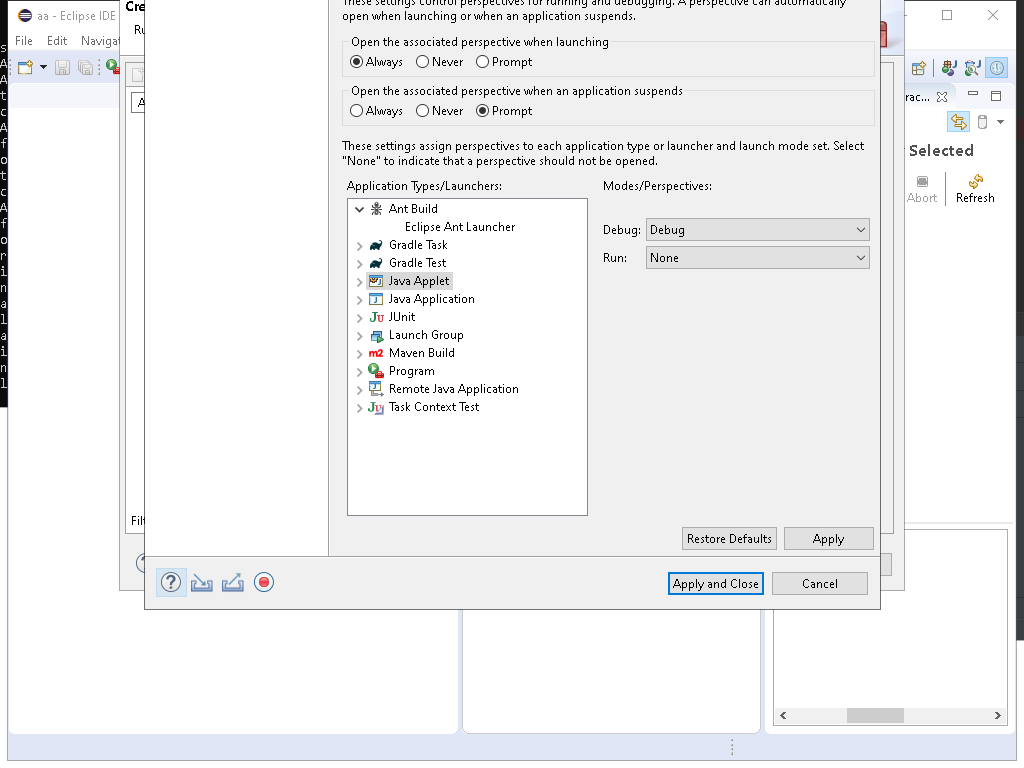 aa - Eclipse IDE
Cre
These settings control perspectives for running and debugging. A perspective can automatically
open when launching or when an application suspends.
File Edit Navigat
Ru
Open the associated perspective when launching
Always Never Prompt
Open the associated perspective when an application suspends
Always Never Prompt
rac...
These settings assign perspectives to each application type or launcher and launch mode set. Select
"None" to indicate that a perspective should not be opened.
Selected
Application Types/Launchers:
Modes/Perspectives:
Abort
Refresh
Ant Build
Eclipse Ant Launcher
Gradle Task
Gradle Test
Java Applet
Java Application
JUnit
Launch Group
Maven Build
Program
Remote Java Application
Task Context Test
Debug: Debug
Run: None
Filt
Restore Defaults Apply
Apply and Close Cancel